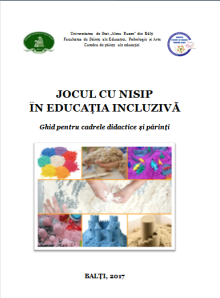 Universitatea de Stat „Alecu Russo" din Bălți
Facultatea de Științe ale Educației, Psihologie și Arte
Catedra de științe ale educației
JOCUL CU NISIP
ÎN EDUCAȚIA INCLUZIVĂ
Ghid pentru cadrele didactice și părinți
BALȚI, 2017